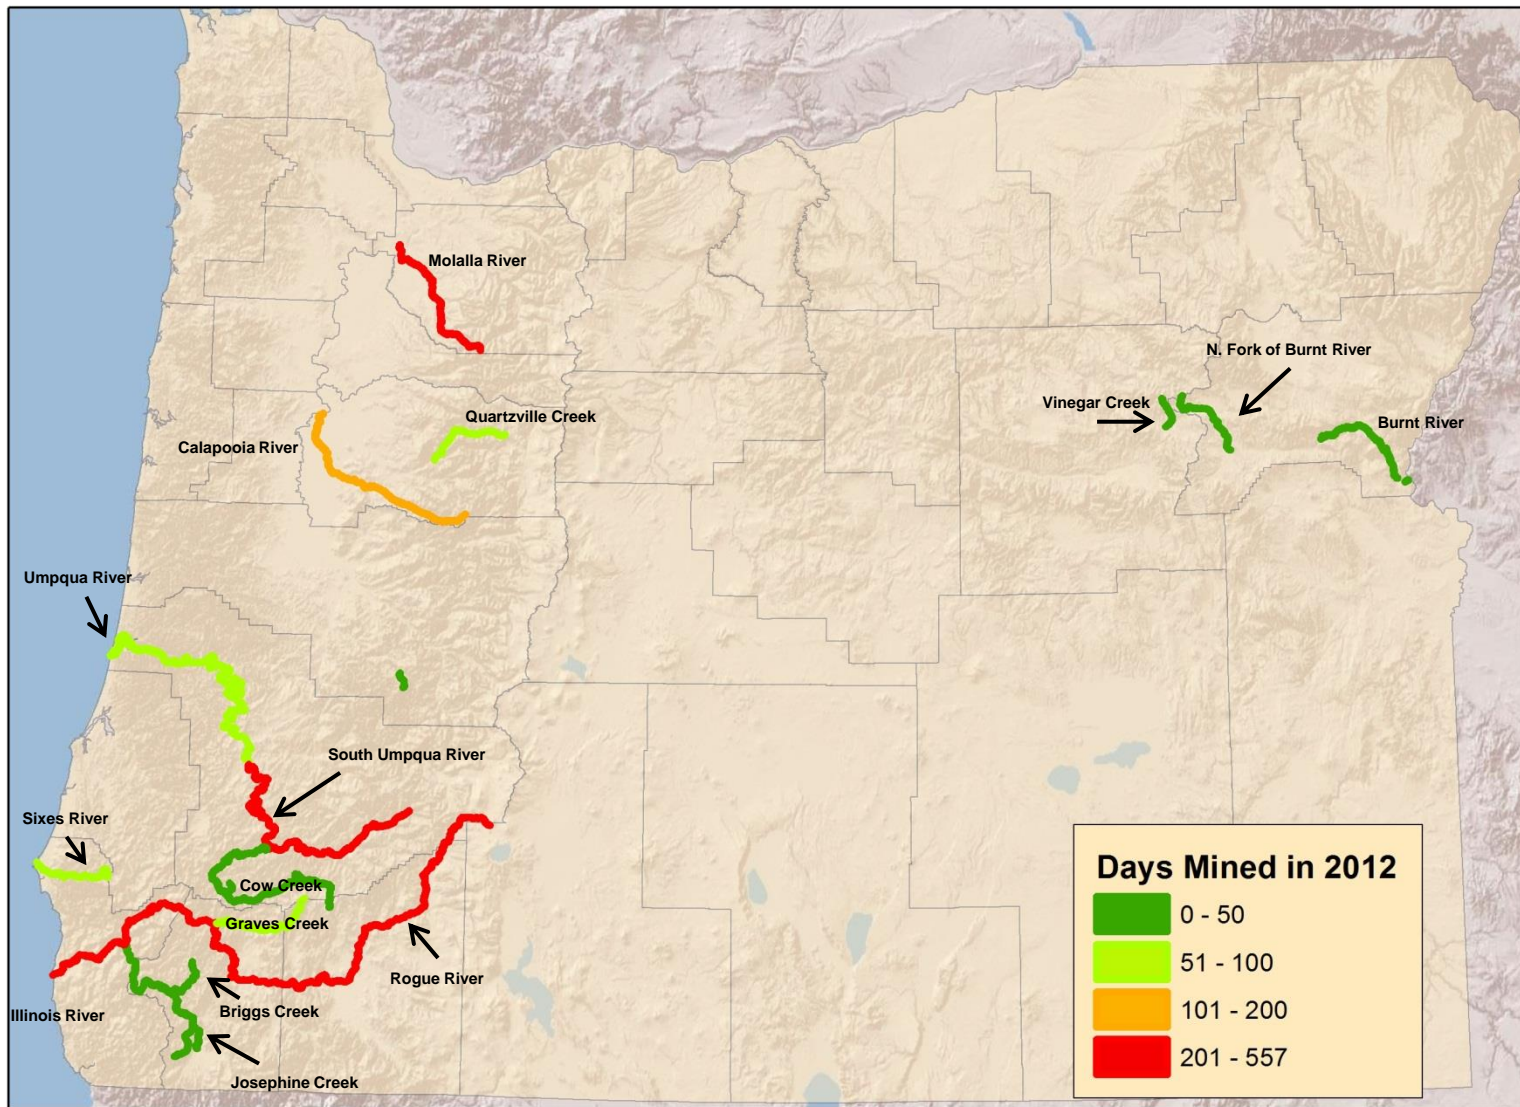 Molalla River
N. Fork of Burnt River
Vinegar Creek
Quartzville Creek
Burnt River
Calapooia River
Umpqua River
South Umpqua River
Sixes River
Cow Creek
Graves Creek
Rogue River
Briggs Creek
Illinois River
Josephine Creek
Days Mined in 2012
0 - 50
51 - 100
101 - 200
201 - 557